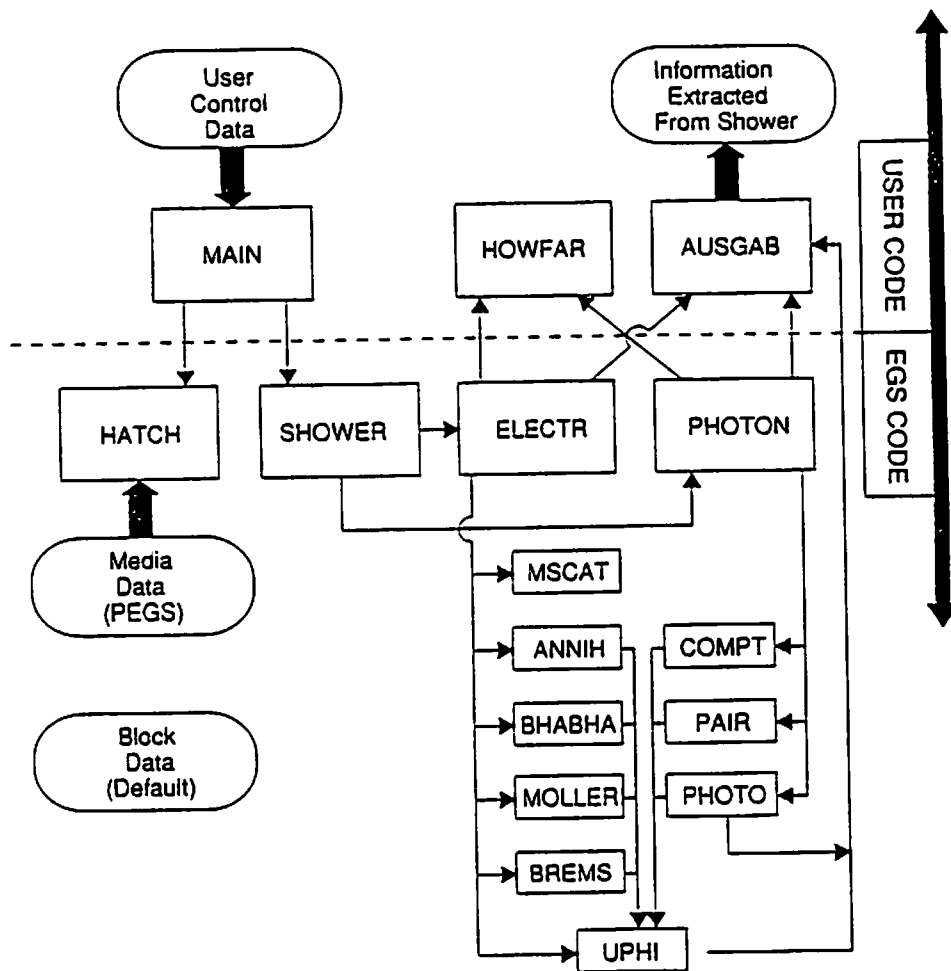 User
Control
Data
Information
Extracted
From Shower
MAIN
HOWFAR
AUSGAB
USER CODE
HATCH
SHOWER
ELECTR
PHOTON
EGS CODE
Media
Data
(PEGS)
MSCAT
ANNIH
COMPT
BHABHA
PAIR
Block
Data
(Default)
MOLLER
PHOTO
BREMS
UPHI